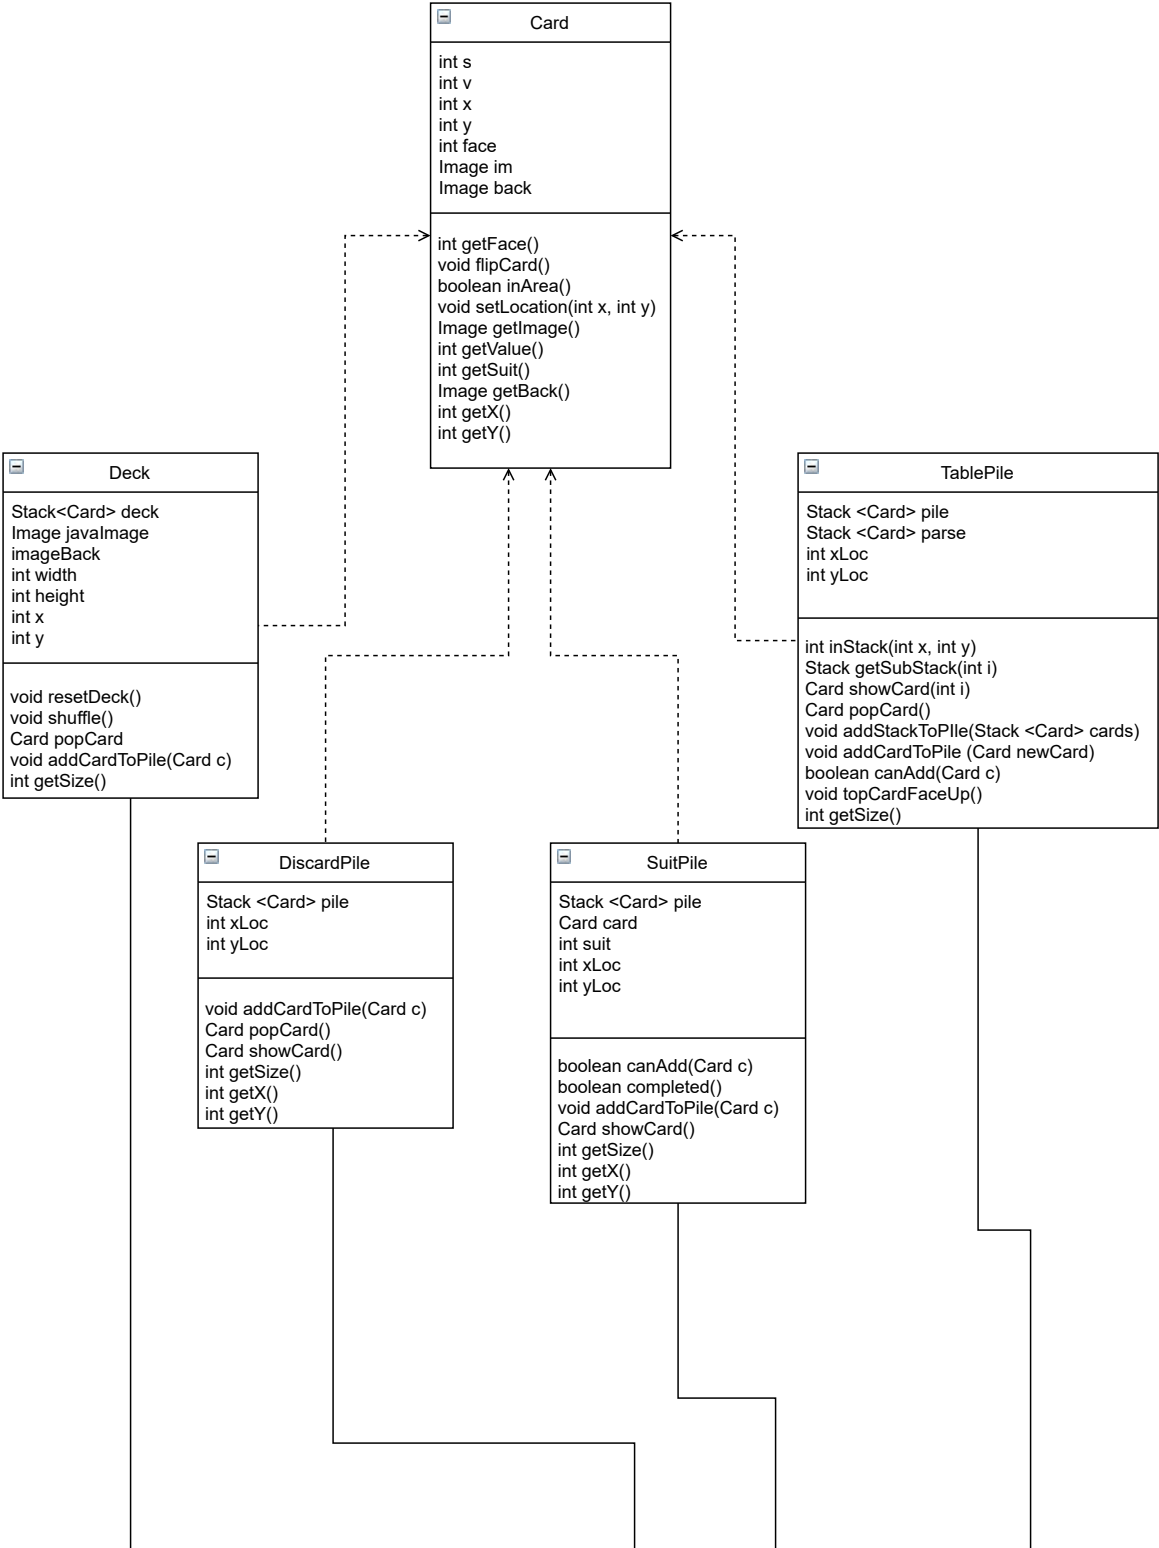 Card
int s
int v
int x
int y
int face
Image im
Image back
int getFace()
void flipCard()
boolean inArea()
void setLocation(int x, int y)
Image getImage()
int getValue()
int getSuit()
Image getBack()
int getX()
int getY()
Deck
Stack<Card> deck
Image javaImage
imageBack
int width
int height
int x
int y
void resetDeck()
void shuffle()
Card popCard
void addCardToPile(Card c)
int getSize()
TablePile
Stack <Card> pile
Stack <Card> parse
int xLoc
int yLoc
int inStack(int x, int y)
Stack getSubStack(int i)
Card showCard(int i)
Card popCard()
void addStackToPIle(Stack <Card> cards)
void addCardToPile (Card newCard)
boolean canAdd(Card c)
void topCardFaceUp()
int getSize()
DiscardPile
Stack <Card> pile
int xLoc
int yLoc
void addCardToPile(Card c)
Card popCard()
Card showCard()
int getSize()
int getX()
int getY()
SuitPile
Stack <Card> pile
Card card
int suit
int xLoc
int yLoc
boolean canAdd(Card c)
boolean completed()
void addCardToPile(Card c)
Card showCard()
int getSize()
int getX()
int getY()